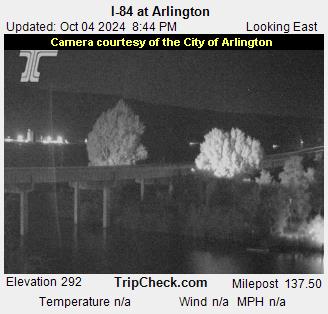 I-84 at Arlington
Updated: Oct 04 2024 8:44 PM Looking East
Camera courtesy of the City of Arlington
Elevation 292 TripCheck.com Milepost 137.50
Temperature n/a Wind n/a MPH n/a